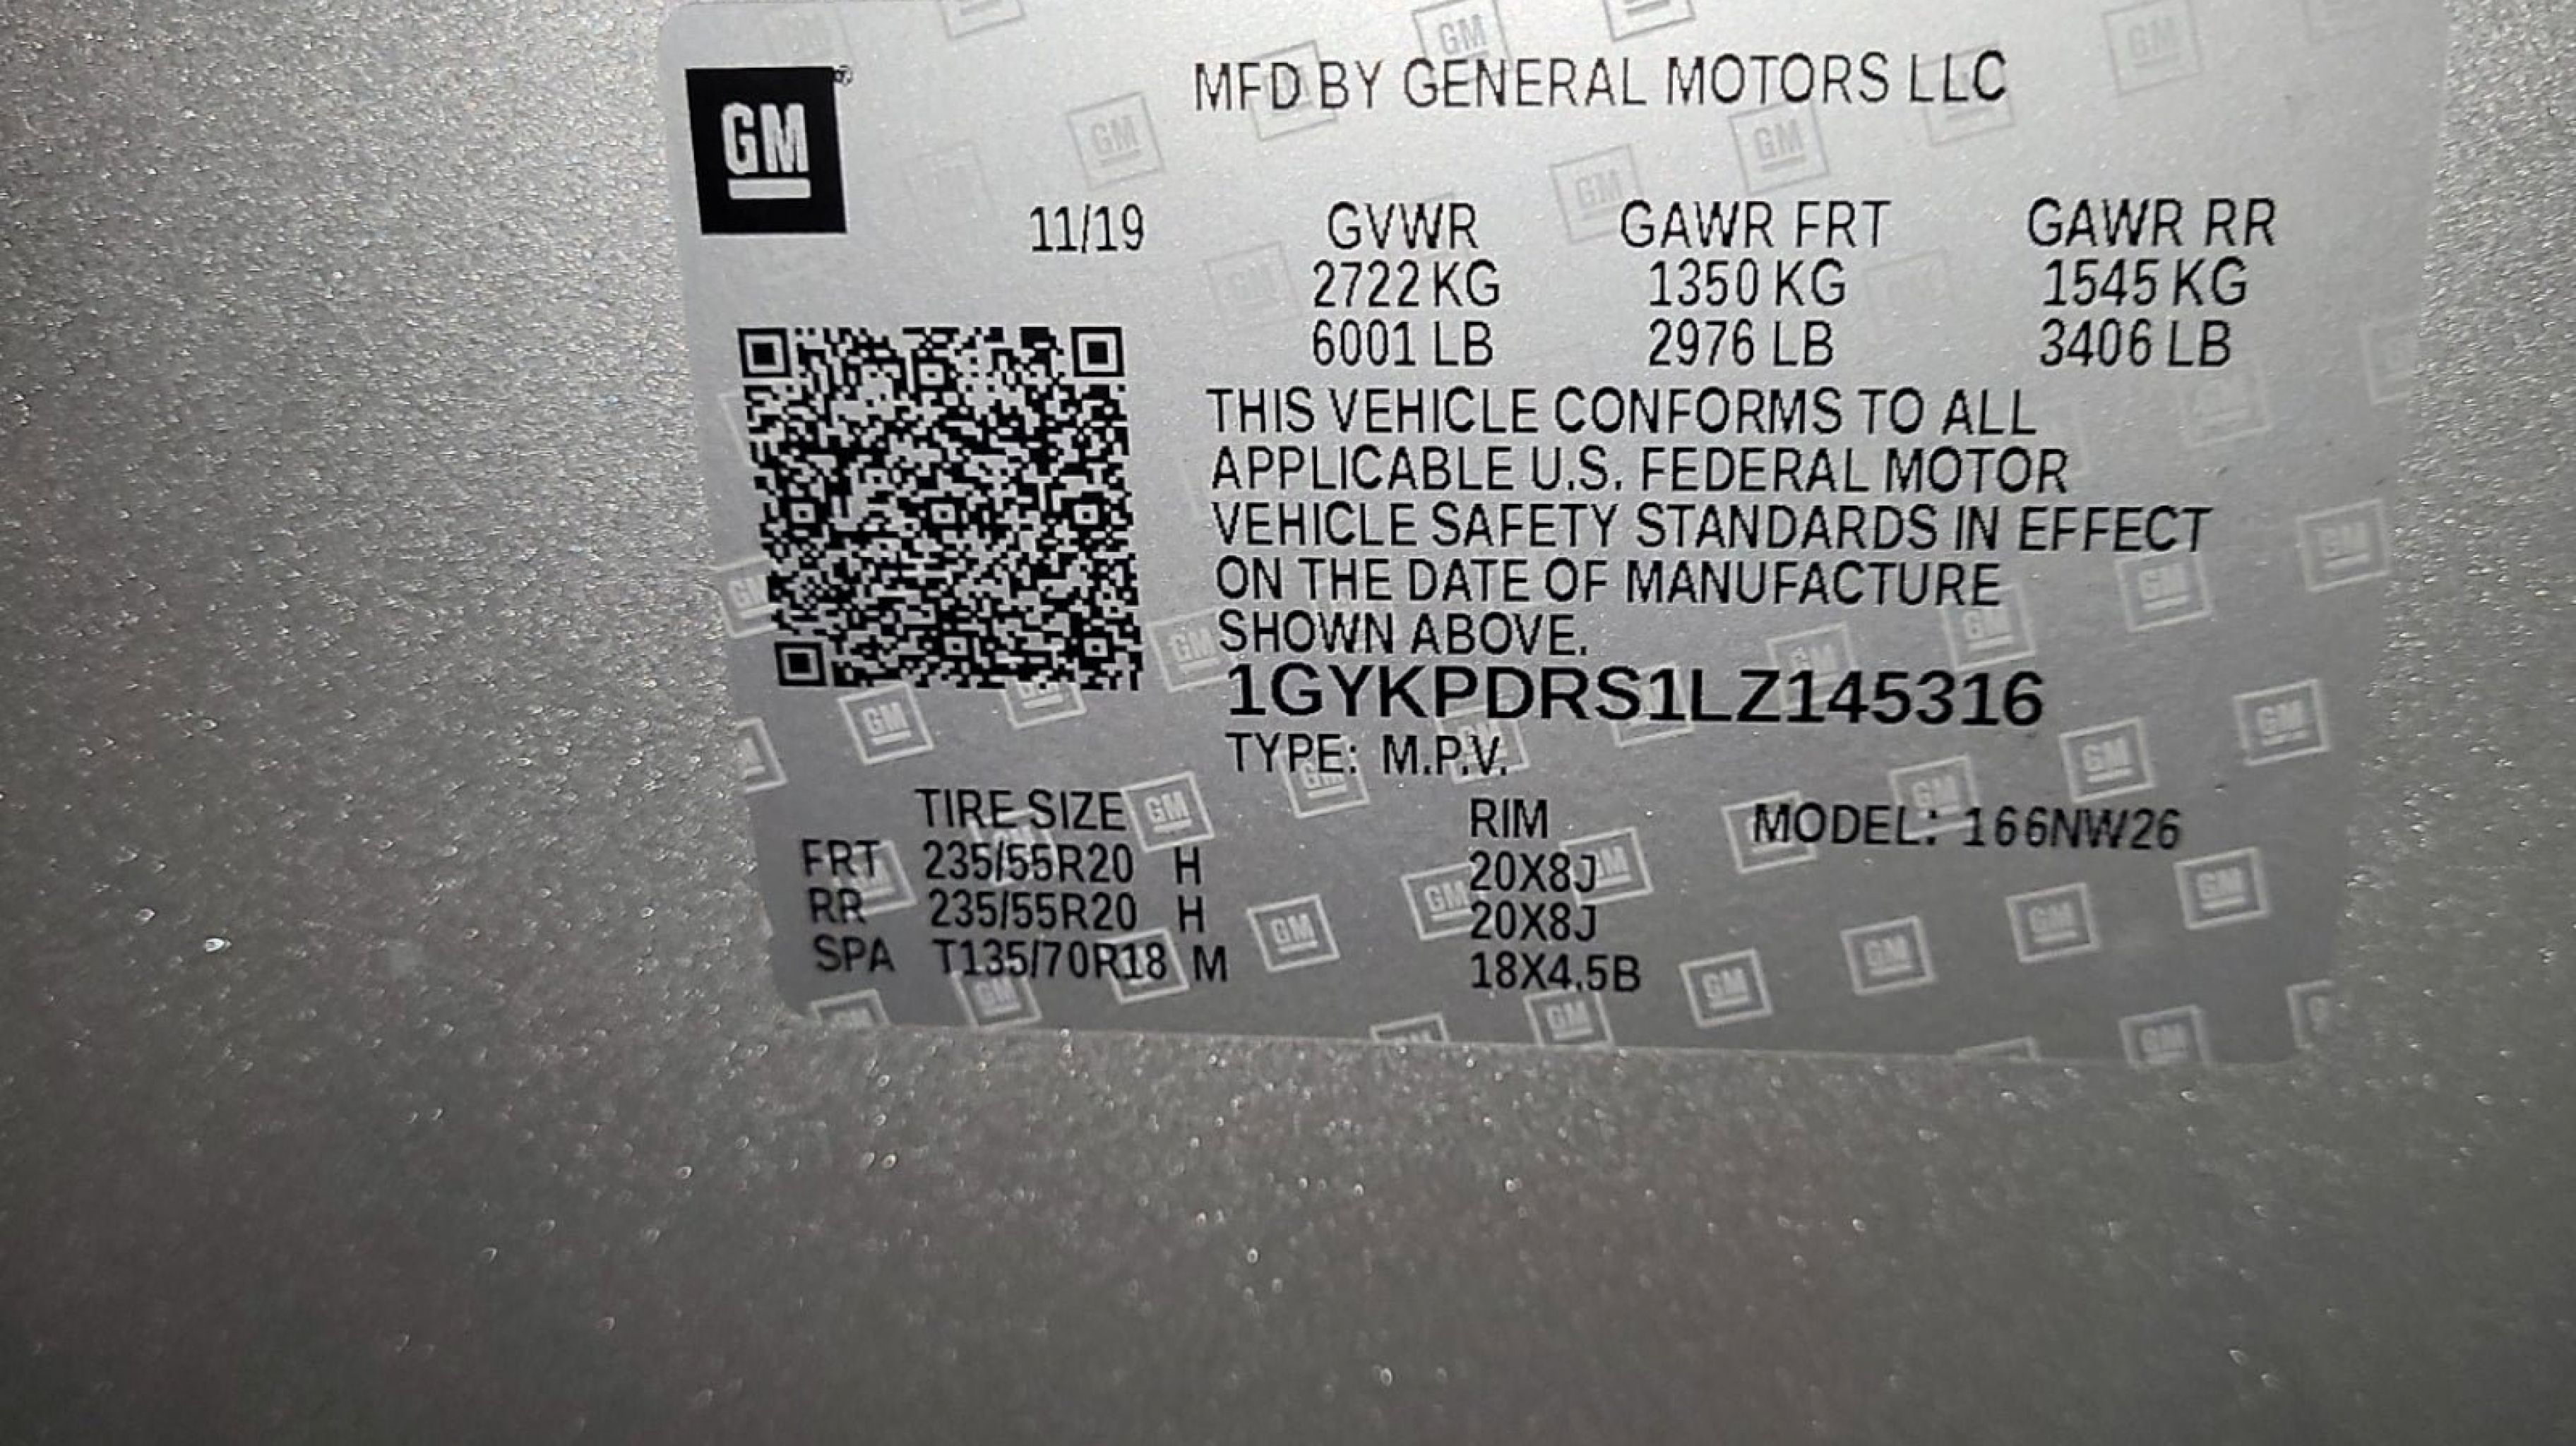 GM
MFD BY GENERAL MOTORS LLC
11/19 GVWR GAWR FRT GAWR RR
2722 KG 1350 KG 1545 KG
6001 LB 2976 LB 3406 LB
THIS VEHICLE CONFORMS TO ALL
APPLICABLE U.S. FEDERAL MOTOR
VEHICLE SAFETY STANDARDS IN EFFECT
ON THE DATE OF MANUFACTURE
SHOWN ABOVE.
1GYKPDRS1LZ145316
TYPE: M.P.V.
TIRE SIZE RIM MODEL: 166NW26
FRT 235/55R20 H 20X8J
RR 235/55R20 H 20X8J
SPA T135/70R18 M 18X4.5B